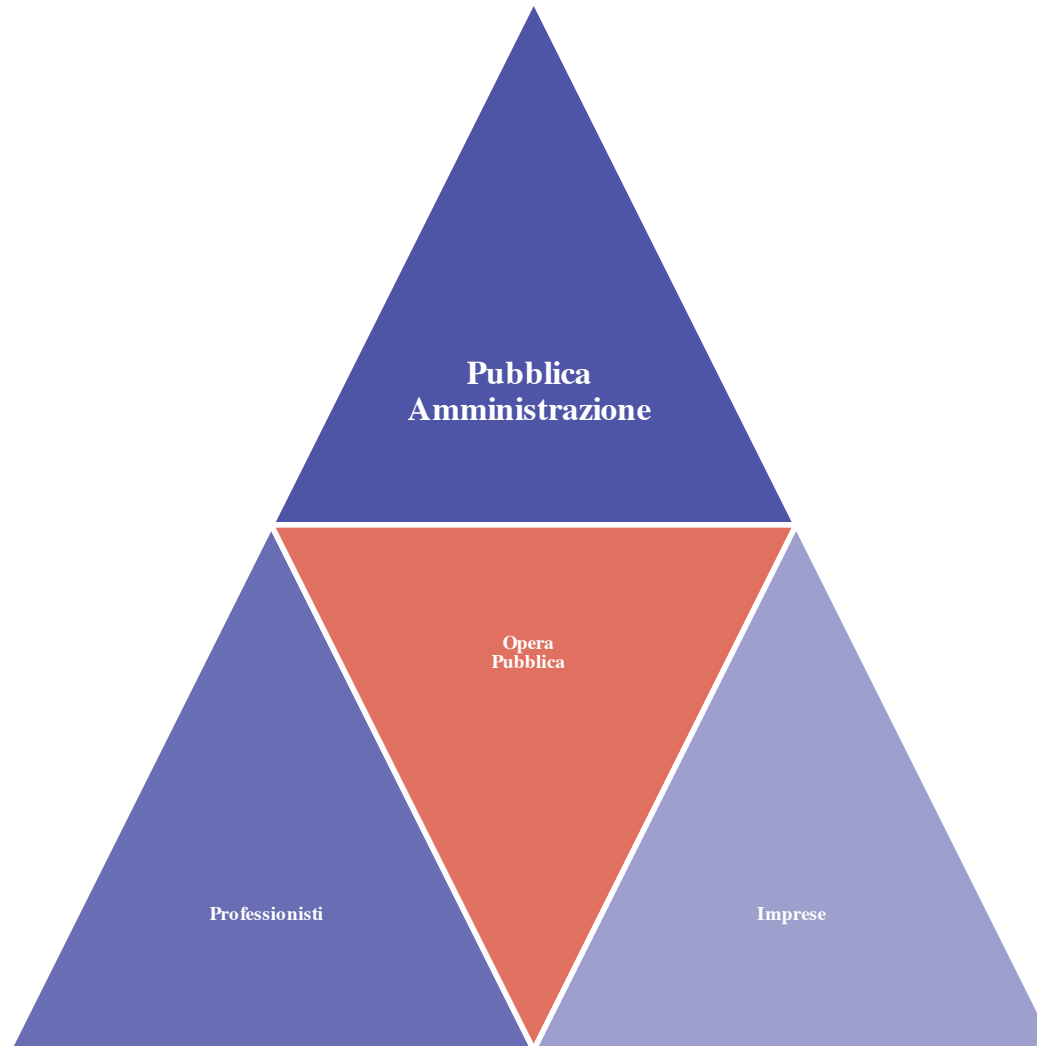 Pubblica
Amministrazione
Opera
Pubblica
Professionisti
Imprese